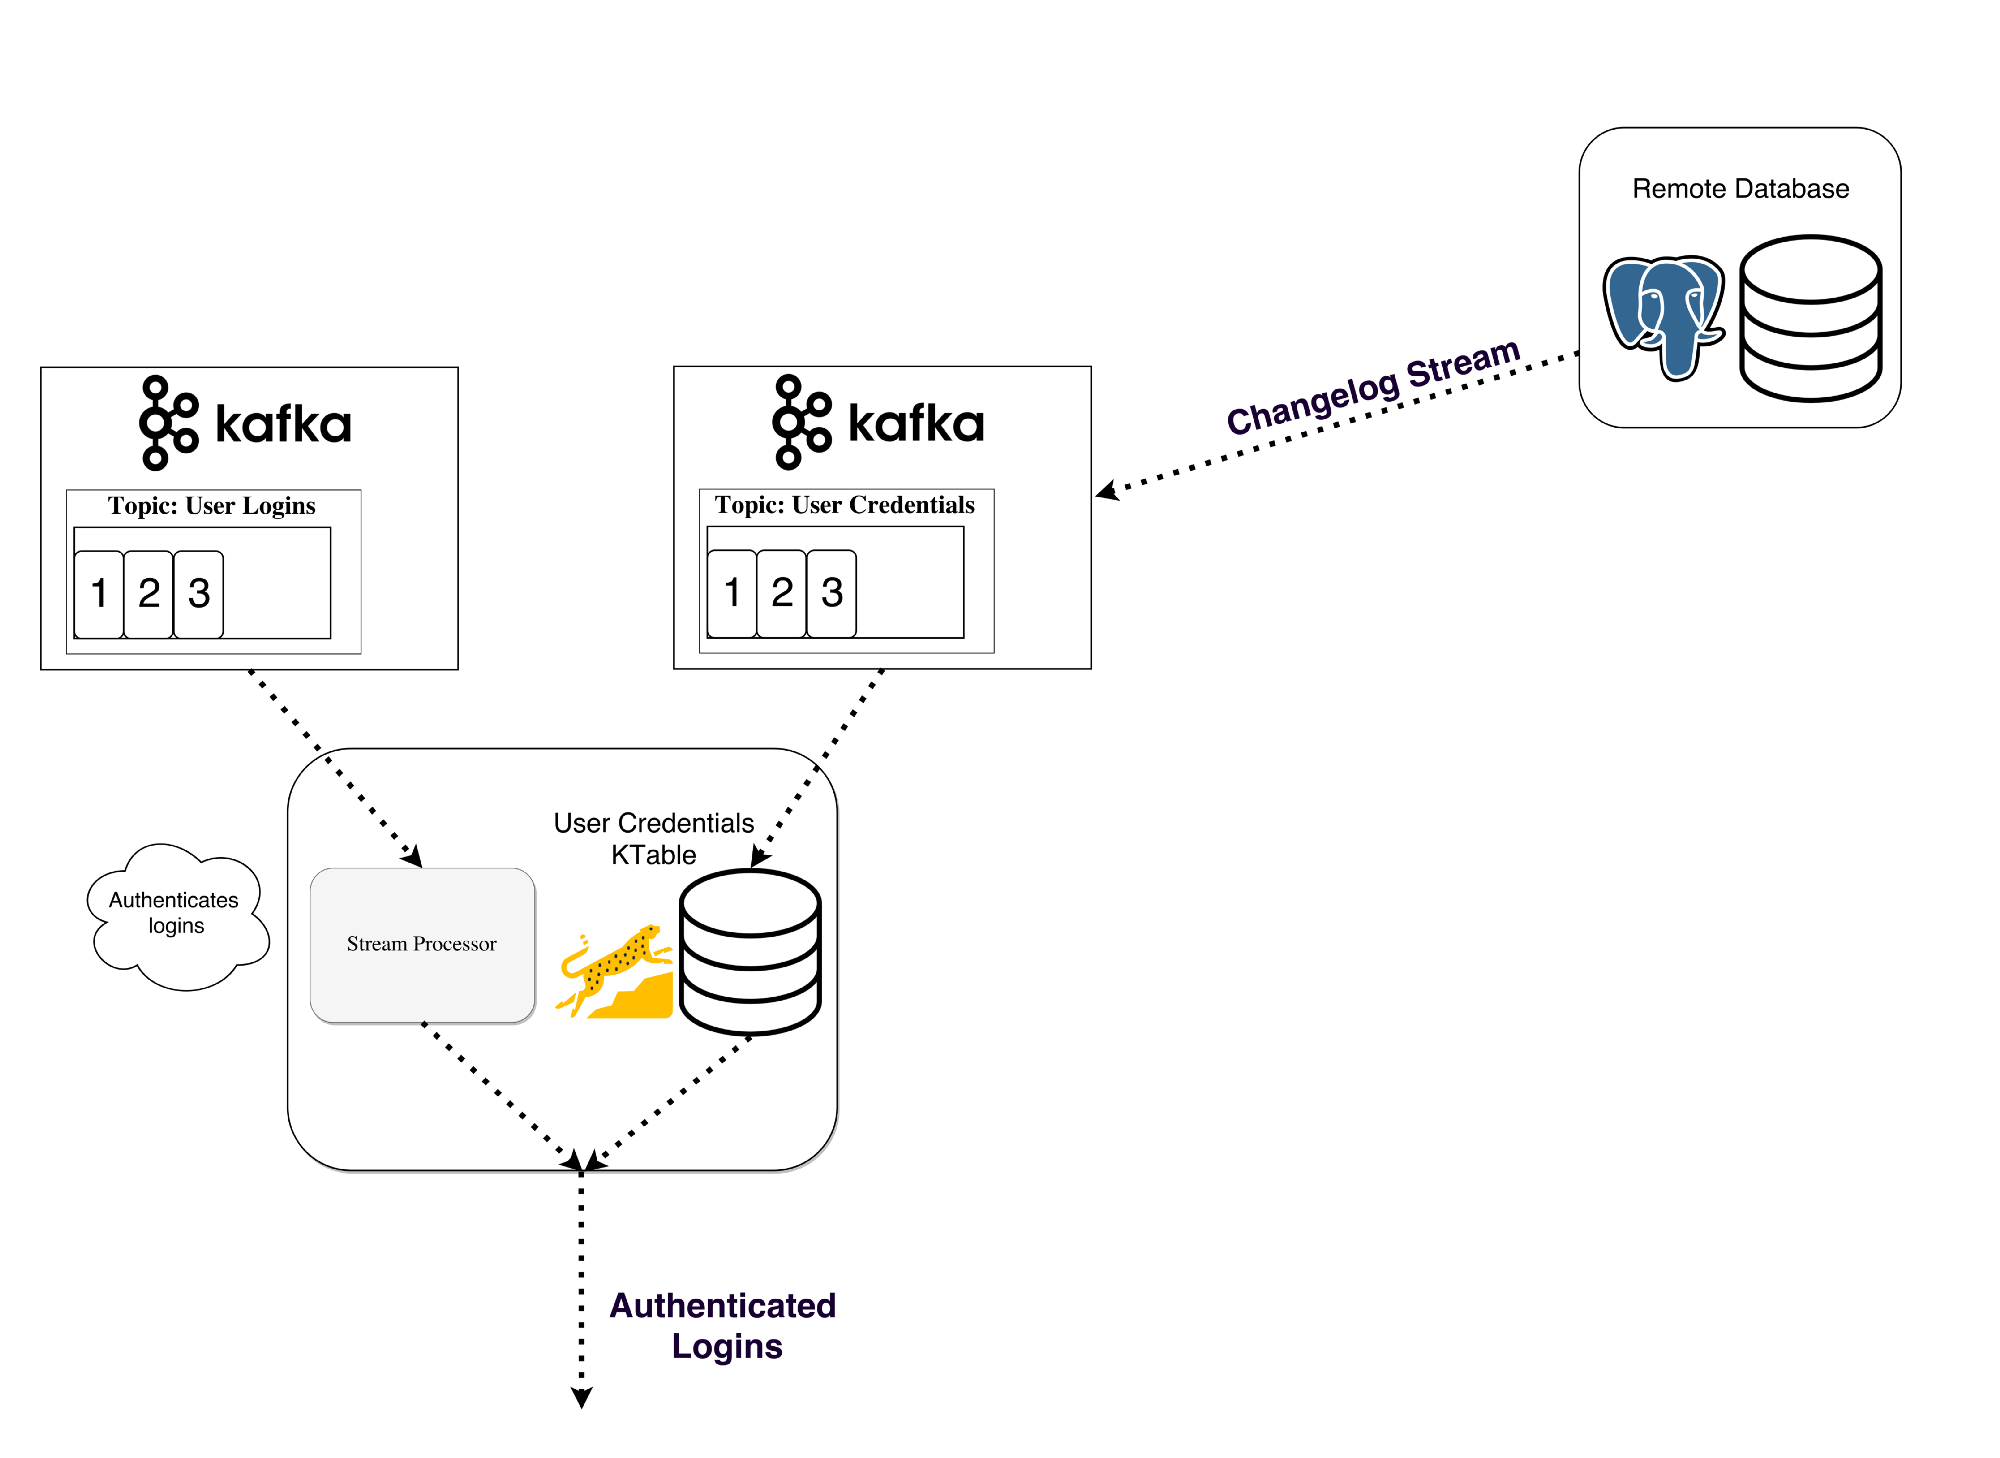 Remote Database
Changelog Stream
kafka
Topic: User Logins
1 2 3
kafka
Topic: User Credentials
1 2 3
User Credentials
KTable
Authenticates
logins
Stream Processor
Authenticated
Logins